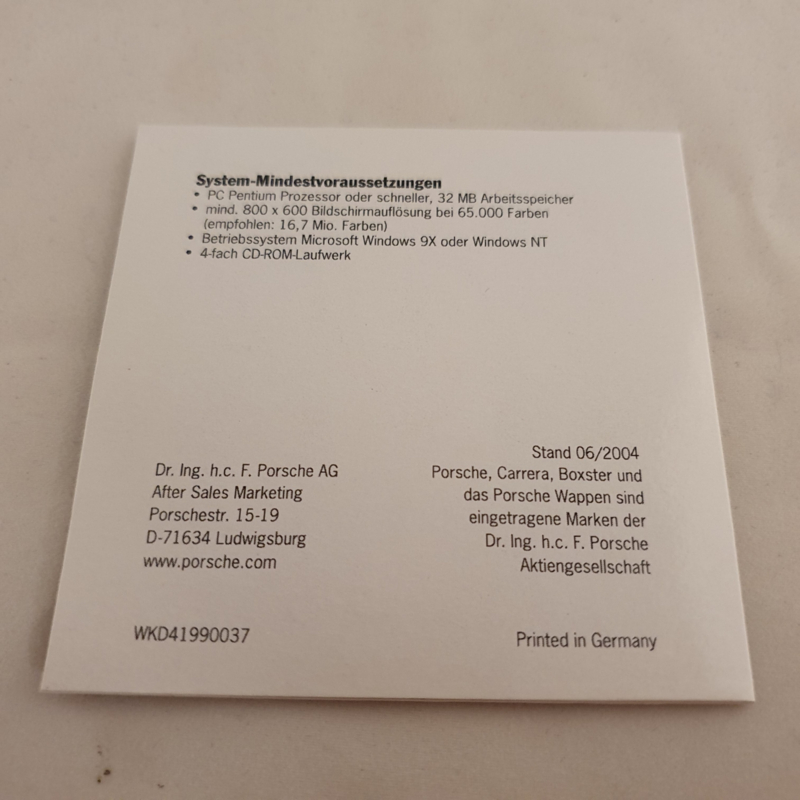 System-Mindestvoraussetzungen
• PC Pentium Prozessor oder schneller, 32 MB Arbeitsspeicher
• mind. 800 x 600 Bildschirmauflösung bei 65.000 Farben
(empfohlen: 16,7 Mio. Farben)
• Betriebssystem Microsoft Windows 9X oder Windows NT
• 4-fach CD-ROM-Laufwerk
Dr. Ing. h.c. F. Porsche AG
After Sales Marketing
Porschestr. 15-19
D-71634 Ludwigsburg
www.porsche.com
WKD41990037
Stand 06/2004
Porsche, Carrera, Boxster und
das Porsche Wappen sind
eingetragene Marken der
Dr. Ing. h.c. F. Porsche
Aktiengesellschaft
Printed in Germany